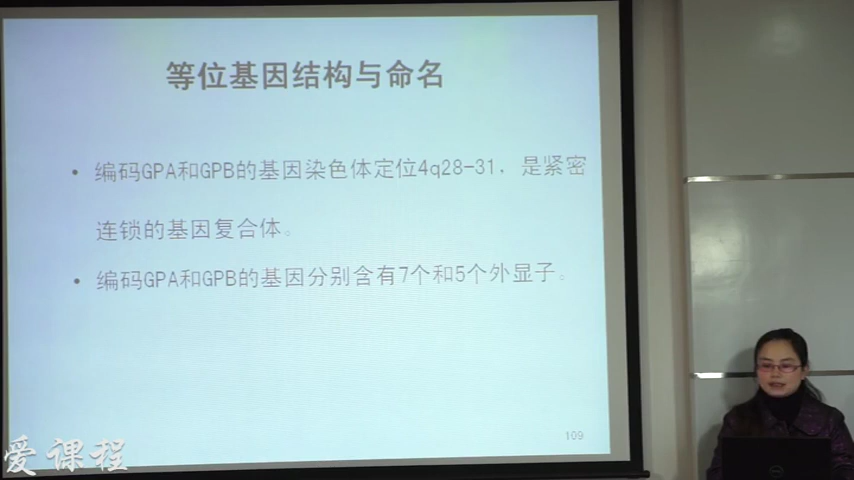 等位基因结构与命名
• 编码GPA和GPB的基因染色体定位4q28-31，是紧密
连锁的基因复合体。
• 编码GPA和GPB的基因分别含有7个和5个外显子。
109
爱课程